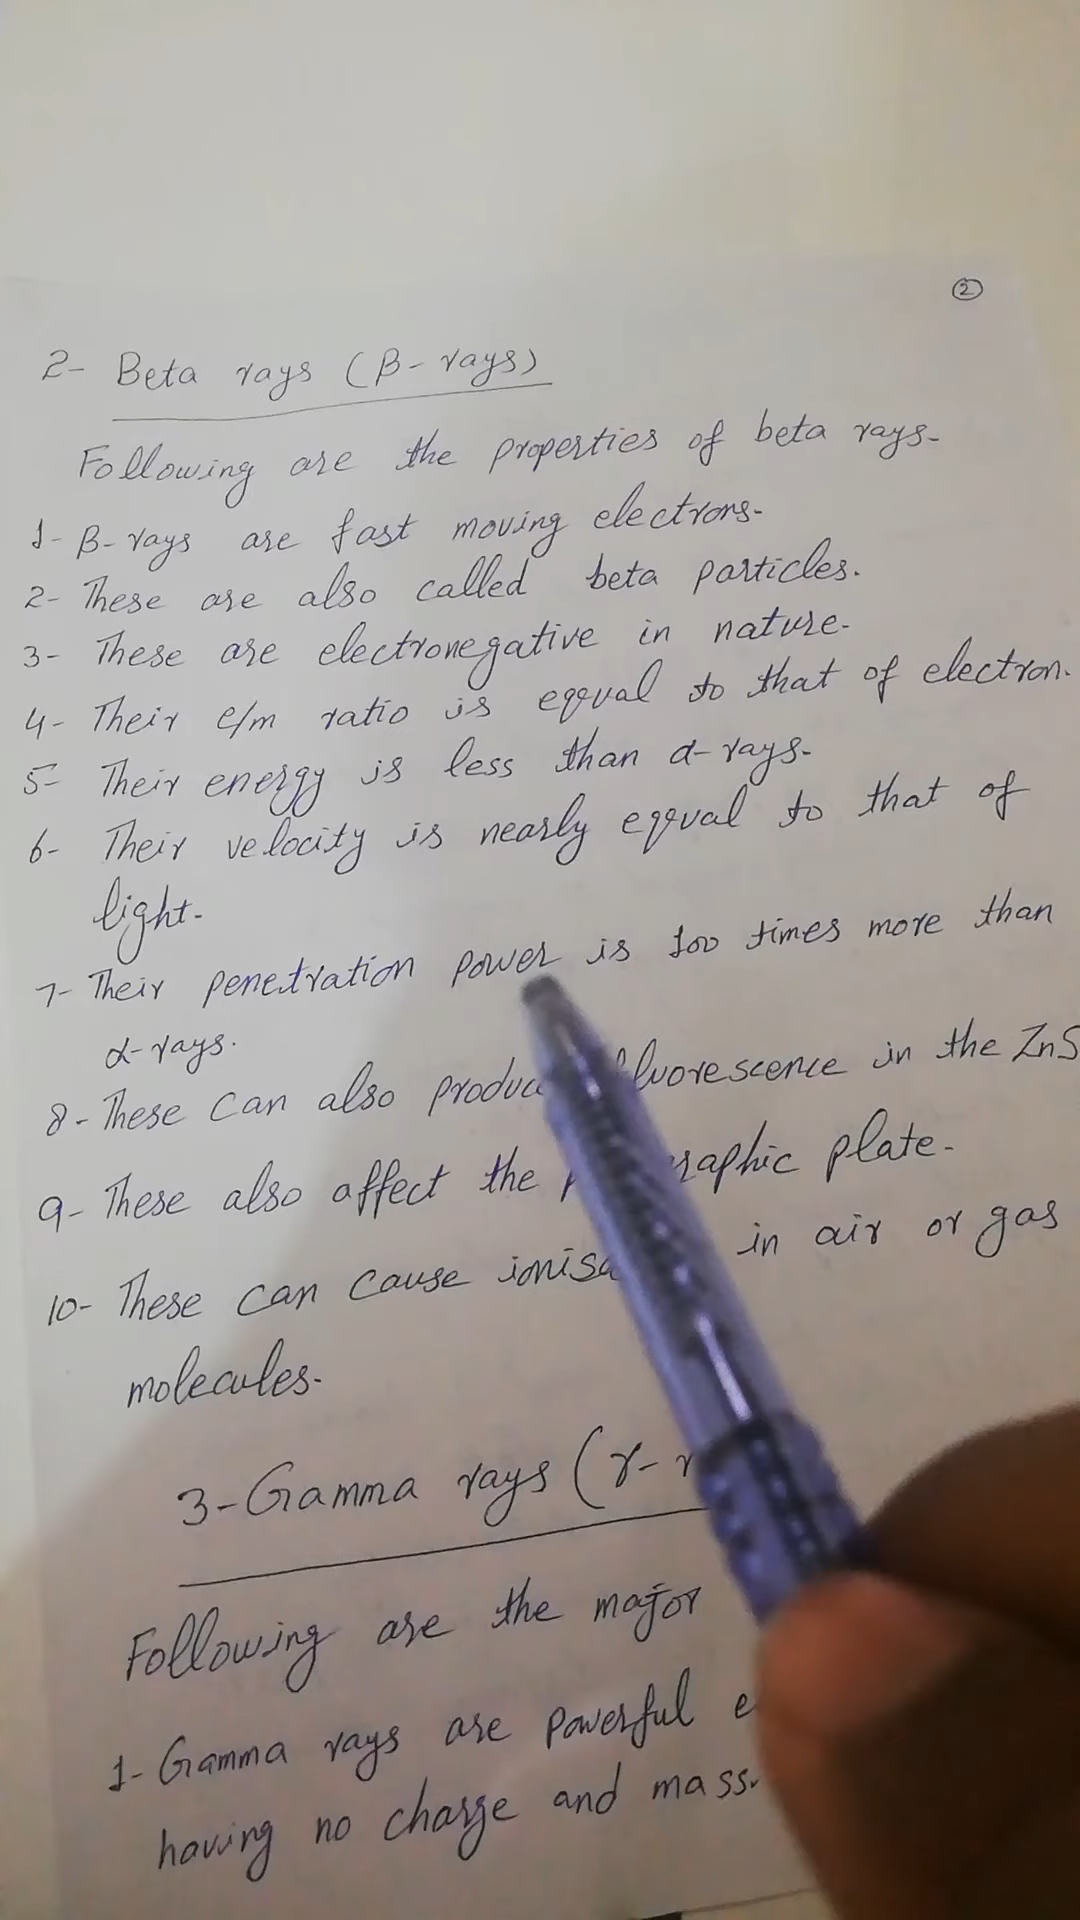 2
2- Beta rays (β-rays)
Following are the properties of beta rays-
1- β-rays are fast moving electrons-
2- These are also called beta particles.
3- These are electronegative in nature-
4- Their e/m ratio is equal to that of electron.
5- Their energy is less than α-rays-
6- Their velocity is nearly equal to that of
light-
7- Their penetration power is 100 times more than
α-rays.
8- These can also fluorescence in the ZnS
9- These also affect the plate-
10- These can cause in air or gas
molecules-
3- Gamma rays (γ-
Following are the major
1- Gamma rays are powerful
having no charge and mass.